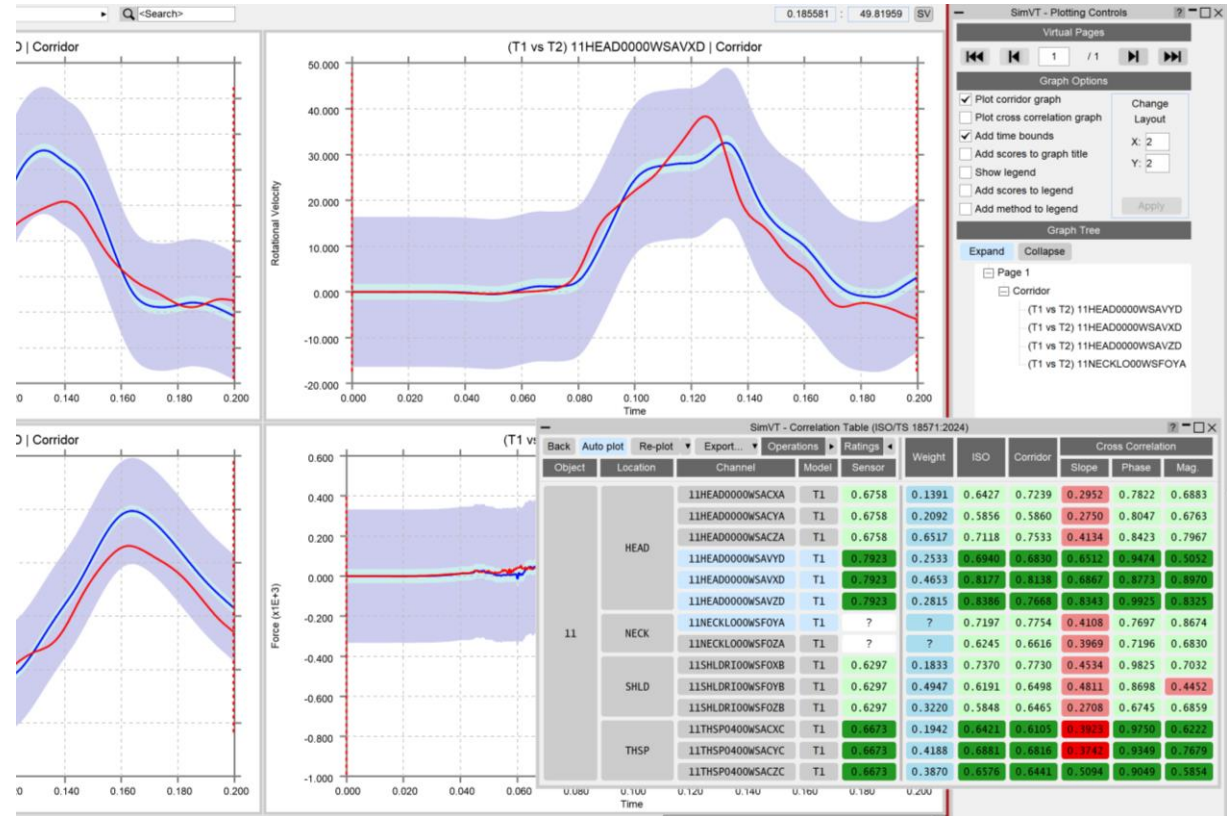 <Search>
0.185581 : 49.81959 SV
SimVT - Plotting Controls ?
Virtual Pages
1 / 1
Graph Options
Plot corridor graph
Plot cross correlation graph
Add time bounds
Add scores to graph title
Show legend
Add scores to legend
Add method to legend
Change
Layout
X: 2
Y: 2
Apply
Graph Tree
Expand Collapse
Page 1
Corridor
(T1 vs T2) 11HEAD0000WSAVYD
(T1 vs T2) 11HEAD0000WSAVXD
(T1 vs T2) 11HEAD0000WSAVZD
(T1 vs T2) 11NECKLO00WSFOYA
D | Corridor
0.140 0.160 0.180 0.200
(T1 vs T2) 11HEAD0000WSAVXD | Corridor
50.000
40.000
30.000
20.000
10.000
0.000
-10.000
-20.000
Rotational Velocity
0.000 0.020 0.040 0.060 0.080 0.100 0.120 0.140 0.160 0.180 0.200
Time
D | Corridor
0.140 0.160 0.180 0.200
(T1 vs
0.600
0.400
0.200
0.000
-0.200
-0.400
-0.600
-0.800
-1.000
Force (x1E+3)
0.000 0.020 0.040 0.060 0.080 0.100 0.120 0.140 0.160 0.180 0.200
Time
SimVT - Correlation Table (ISO/TS 18571:2024) ?
Back Auto plot Re-plot Export... Operations Ratings Weight ISO Corridor Cross Correlation
Object Location Channel Model Sensor Slope Phase Mag.
11
HEAD
11HEAD0000WSACXA T1 0.6758 0.1391 0.6427 0.7239 0.2952 0.7822 0.6883
11HEAD0000WSACYA T1 0.6758 0.2092 0.5856 0.5860 0.2750 0.8047 0.6763
11HEAD0000WSACZA T1 0.6758 0.6517 0.7118 0.7533 0.4134 0.8423 0.7967
11HEAD0000WSAVYD T1 0.7923 0.2533 0.6940 0.6830 0.6512 0.9474 0.5052
11HEAD0000WSAVXD T1 0.7923 0.4653 0.8177 0.8138 0.6867 0.8773 0.8970
11HEAD0000WSAVZD T1 0.7923 0.2815 0.8386 0.7668 0.8343 0.9925 0.8325
NECK
11NECKLO00WSFOYA T1 ? ? 0.7197 0.7754 0.4108 0.7697 0.8674
11NECKLO00WSFOZA T1 ? ? 0.6245 0.6616 0.3969 0.7196 0.6830
SHLD
11SHLDRI00WSFOXB T1 0.6297 0.1833 0.7370 0.7730 0.4534 0.9825 0.7032
11SHLDRI00WSFOYB T1 0.6297 0.4947 0.6191 0.6498 0.4811 0.8698 0.4452
11SHLDRI00WSFOZB T1 0.6297 0.3220 0.5848 0.6465 0.2708 0.6745 0.6859
THSP
11THSP0400WSACXC T1 0.6673 0.1942 0.6421 0.6105 0.3923 0.9750 0.6222
11THSP0400WSACYC T1 0.6673 0.4188 0.6881 0.6816 0.3742 0.9349 0.7679
11THSP0400WSACZC T1 0.6673 0.3870 0.6576 0.6441 0.5094 0.9049 0.5854